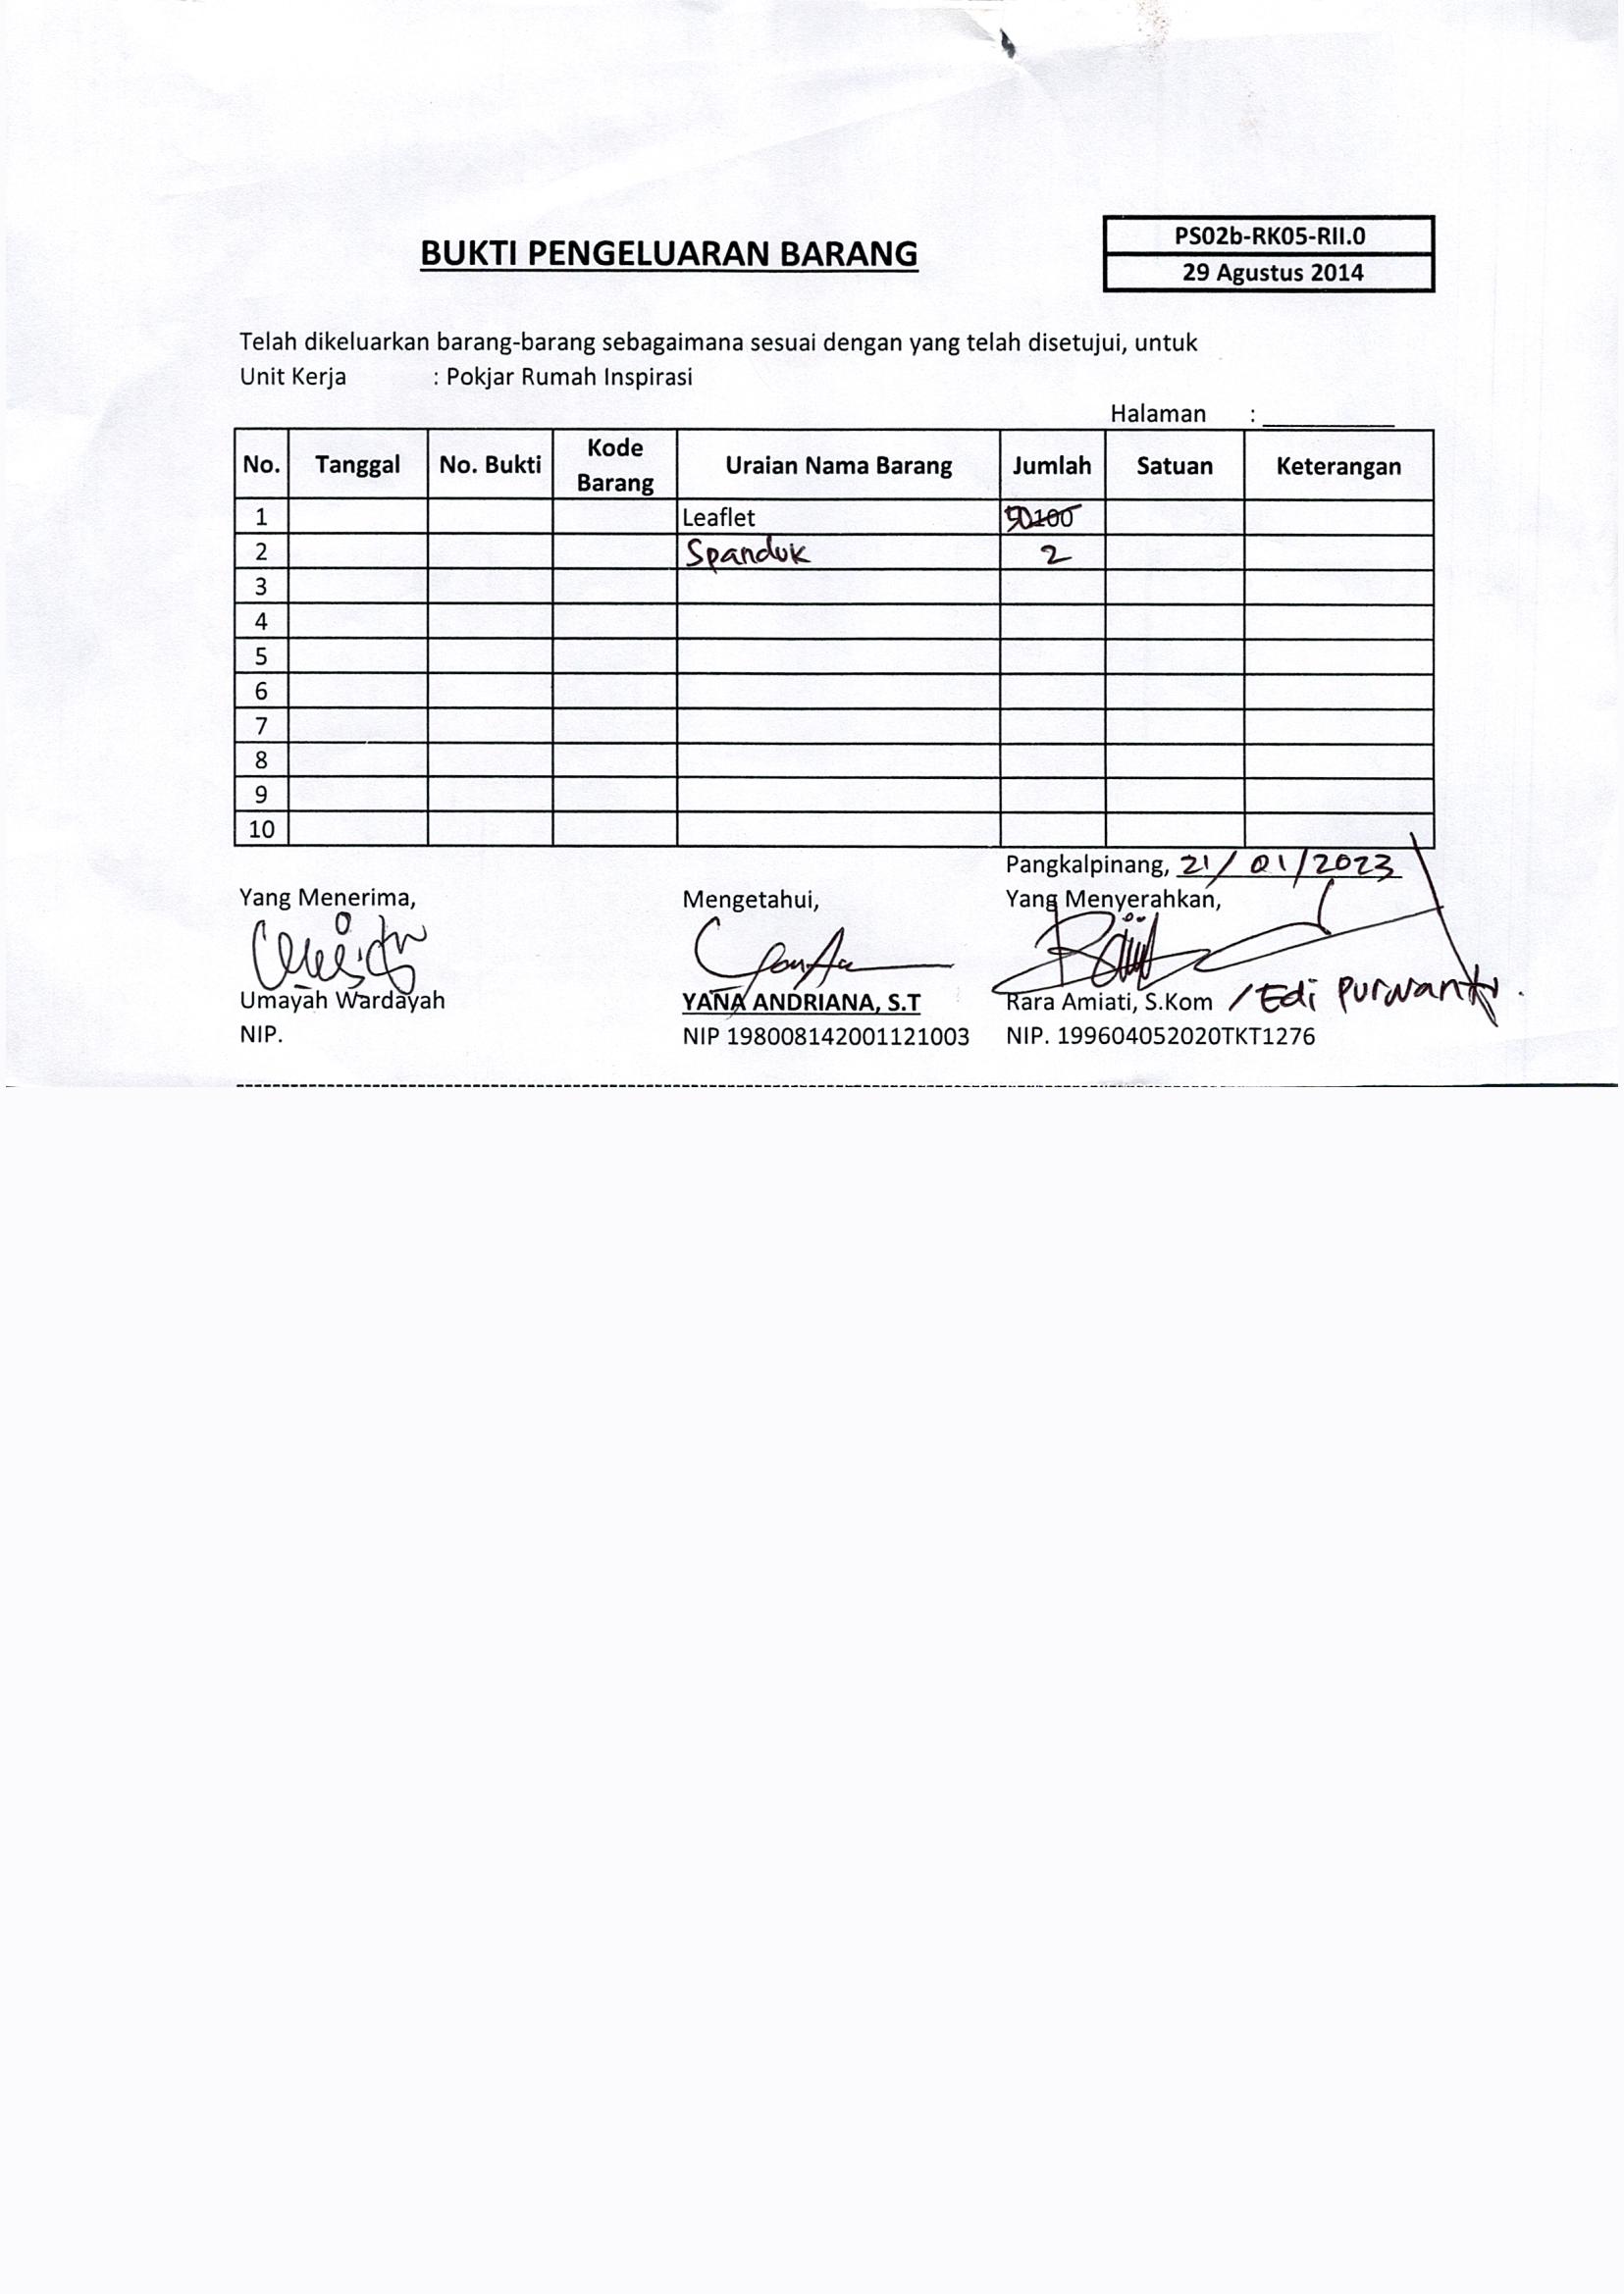 BUKTI PENGELUARAN BARANG
PS02b-RK05-RII.0
29 Agustus 2014
Telah dikeluarkan barang-barang sebagaimana sesuai dengan yang telah disetujui, untuk
Unit Kerja : Pokjar Rumah Inspirasi
Halaman : __________
No. Tanggal No. Bukti Kode Barang Uraian Nama Barang Jumlah Satuan Keterangan
1 Leaflet 50 100
2 Spanduk 2
3
4
5
6
7
8
9
10
Pangkalpinang, 21/01/2023
Yang Menerima, Mengetahui, Yang Menyerahkan,
Umayah Wardayah YANA ANDRIANA, S.T Rara Amiati, S.Kom /Edi Purwanto.
NIP. NIP 198008142001121003 NIP. 199604052020TKT1276